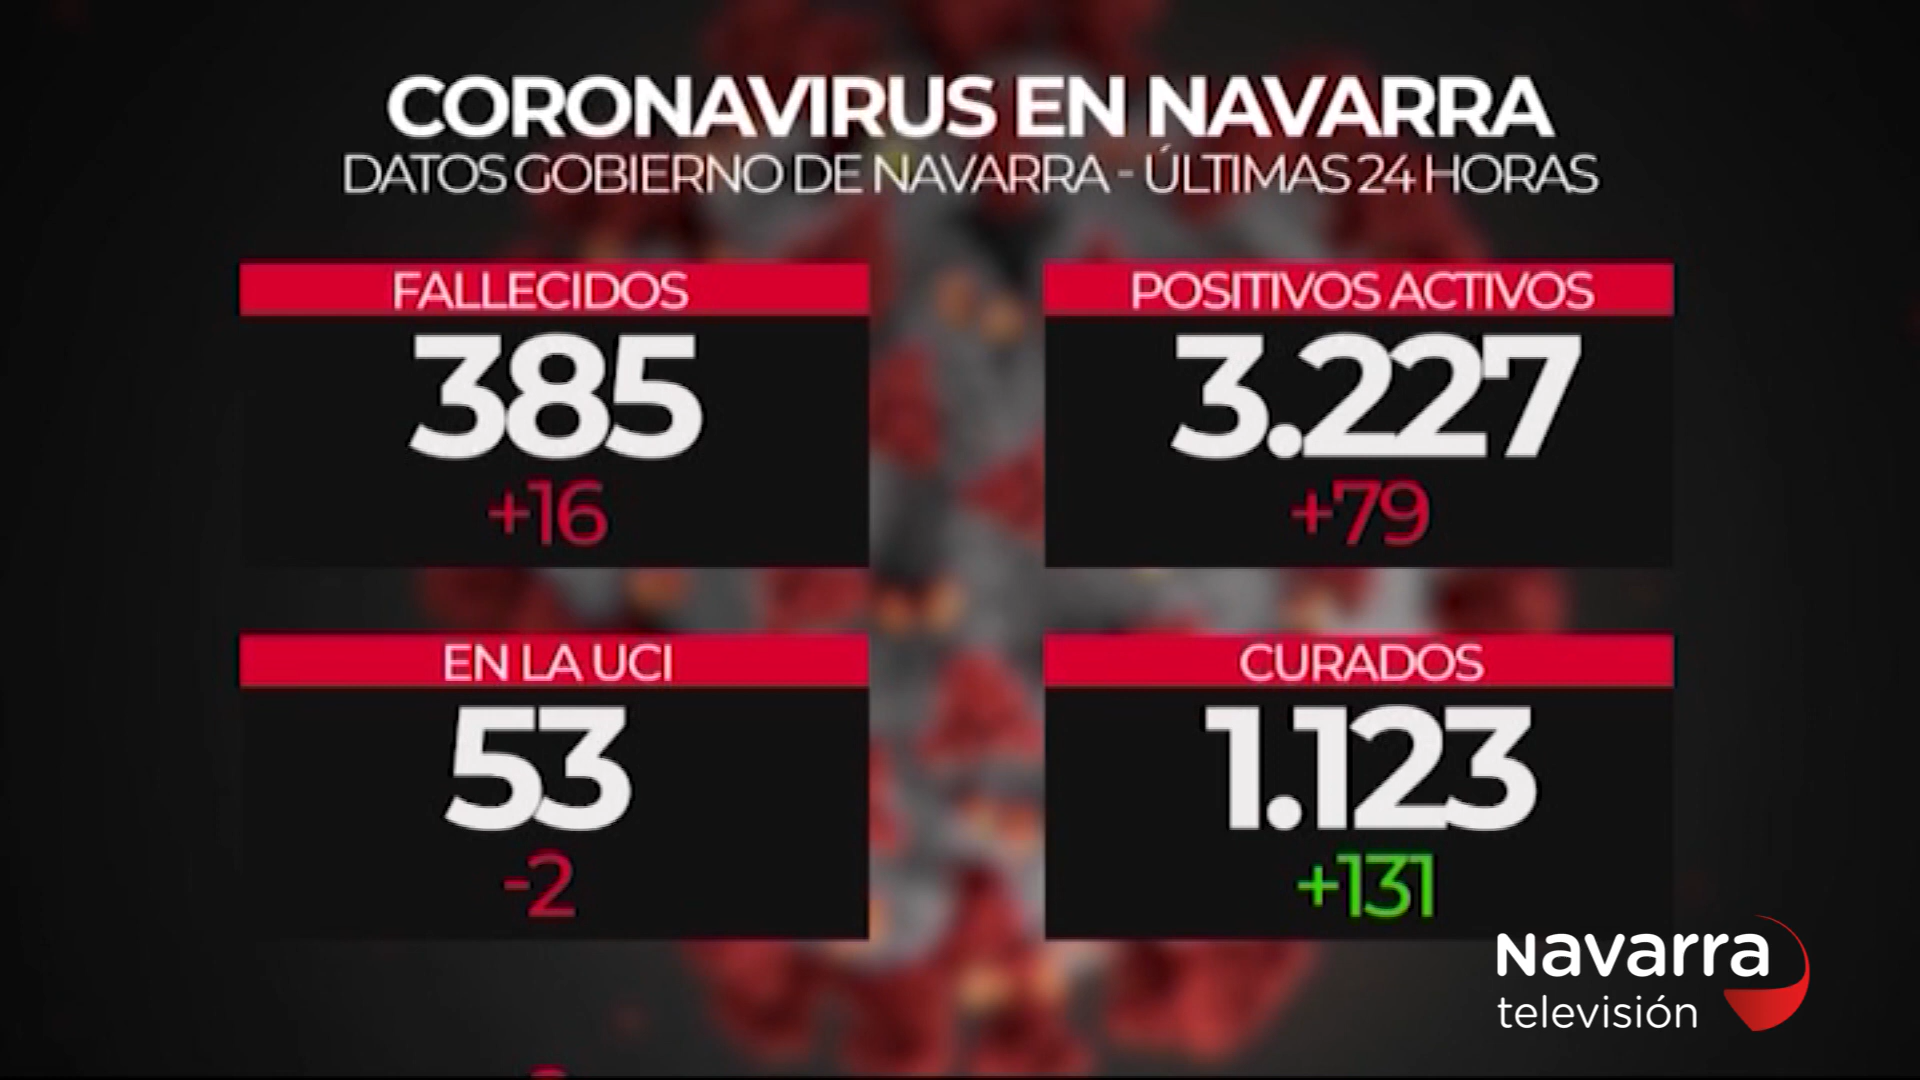 CORONAVIRUS EN NAVARRA
DATOS GOBIERNO DE NAVARRA - ÚLTIMAS 24 HORAS
FALLECIDOS
385
+16
POSITIVOS ACTIVOS
3.227
+79
EN LA UCI
53
-2
CURADOS
1.123
+131
Navarra
televisión